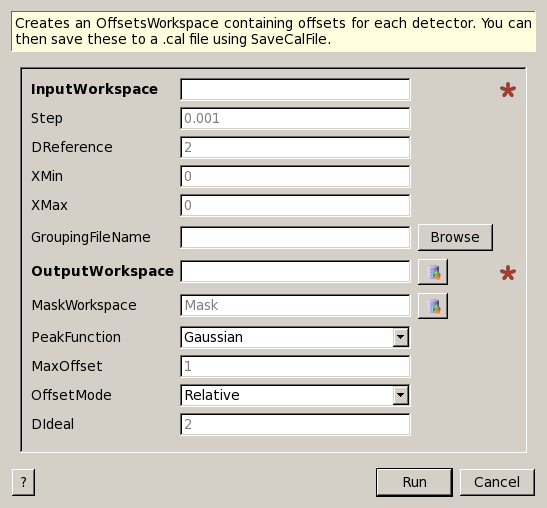 Creates an OffsetsWorkspace containing offsets for each detector. You can
then save these to a .cal file using SaveCalFile.
InputWorkspace
Step 0.001
DReference 2
XMin 0
XMax 0
GroupingFileName Browse
OutputWorkspace
MaskWorkspace Mask
PeakFunction Gaussian
MaxOffset 1
OffsetMode Relative
DIdeal 2
? Run Cancel